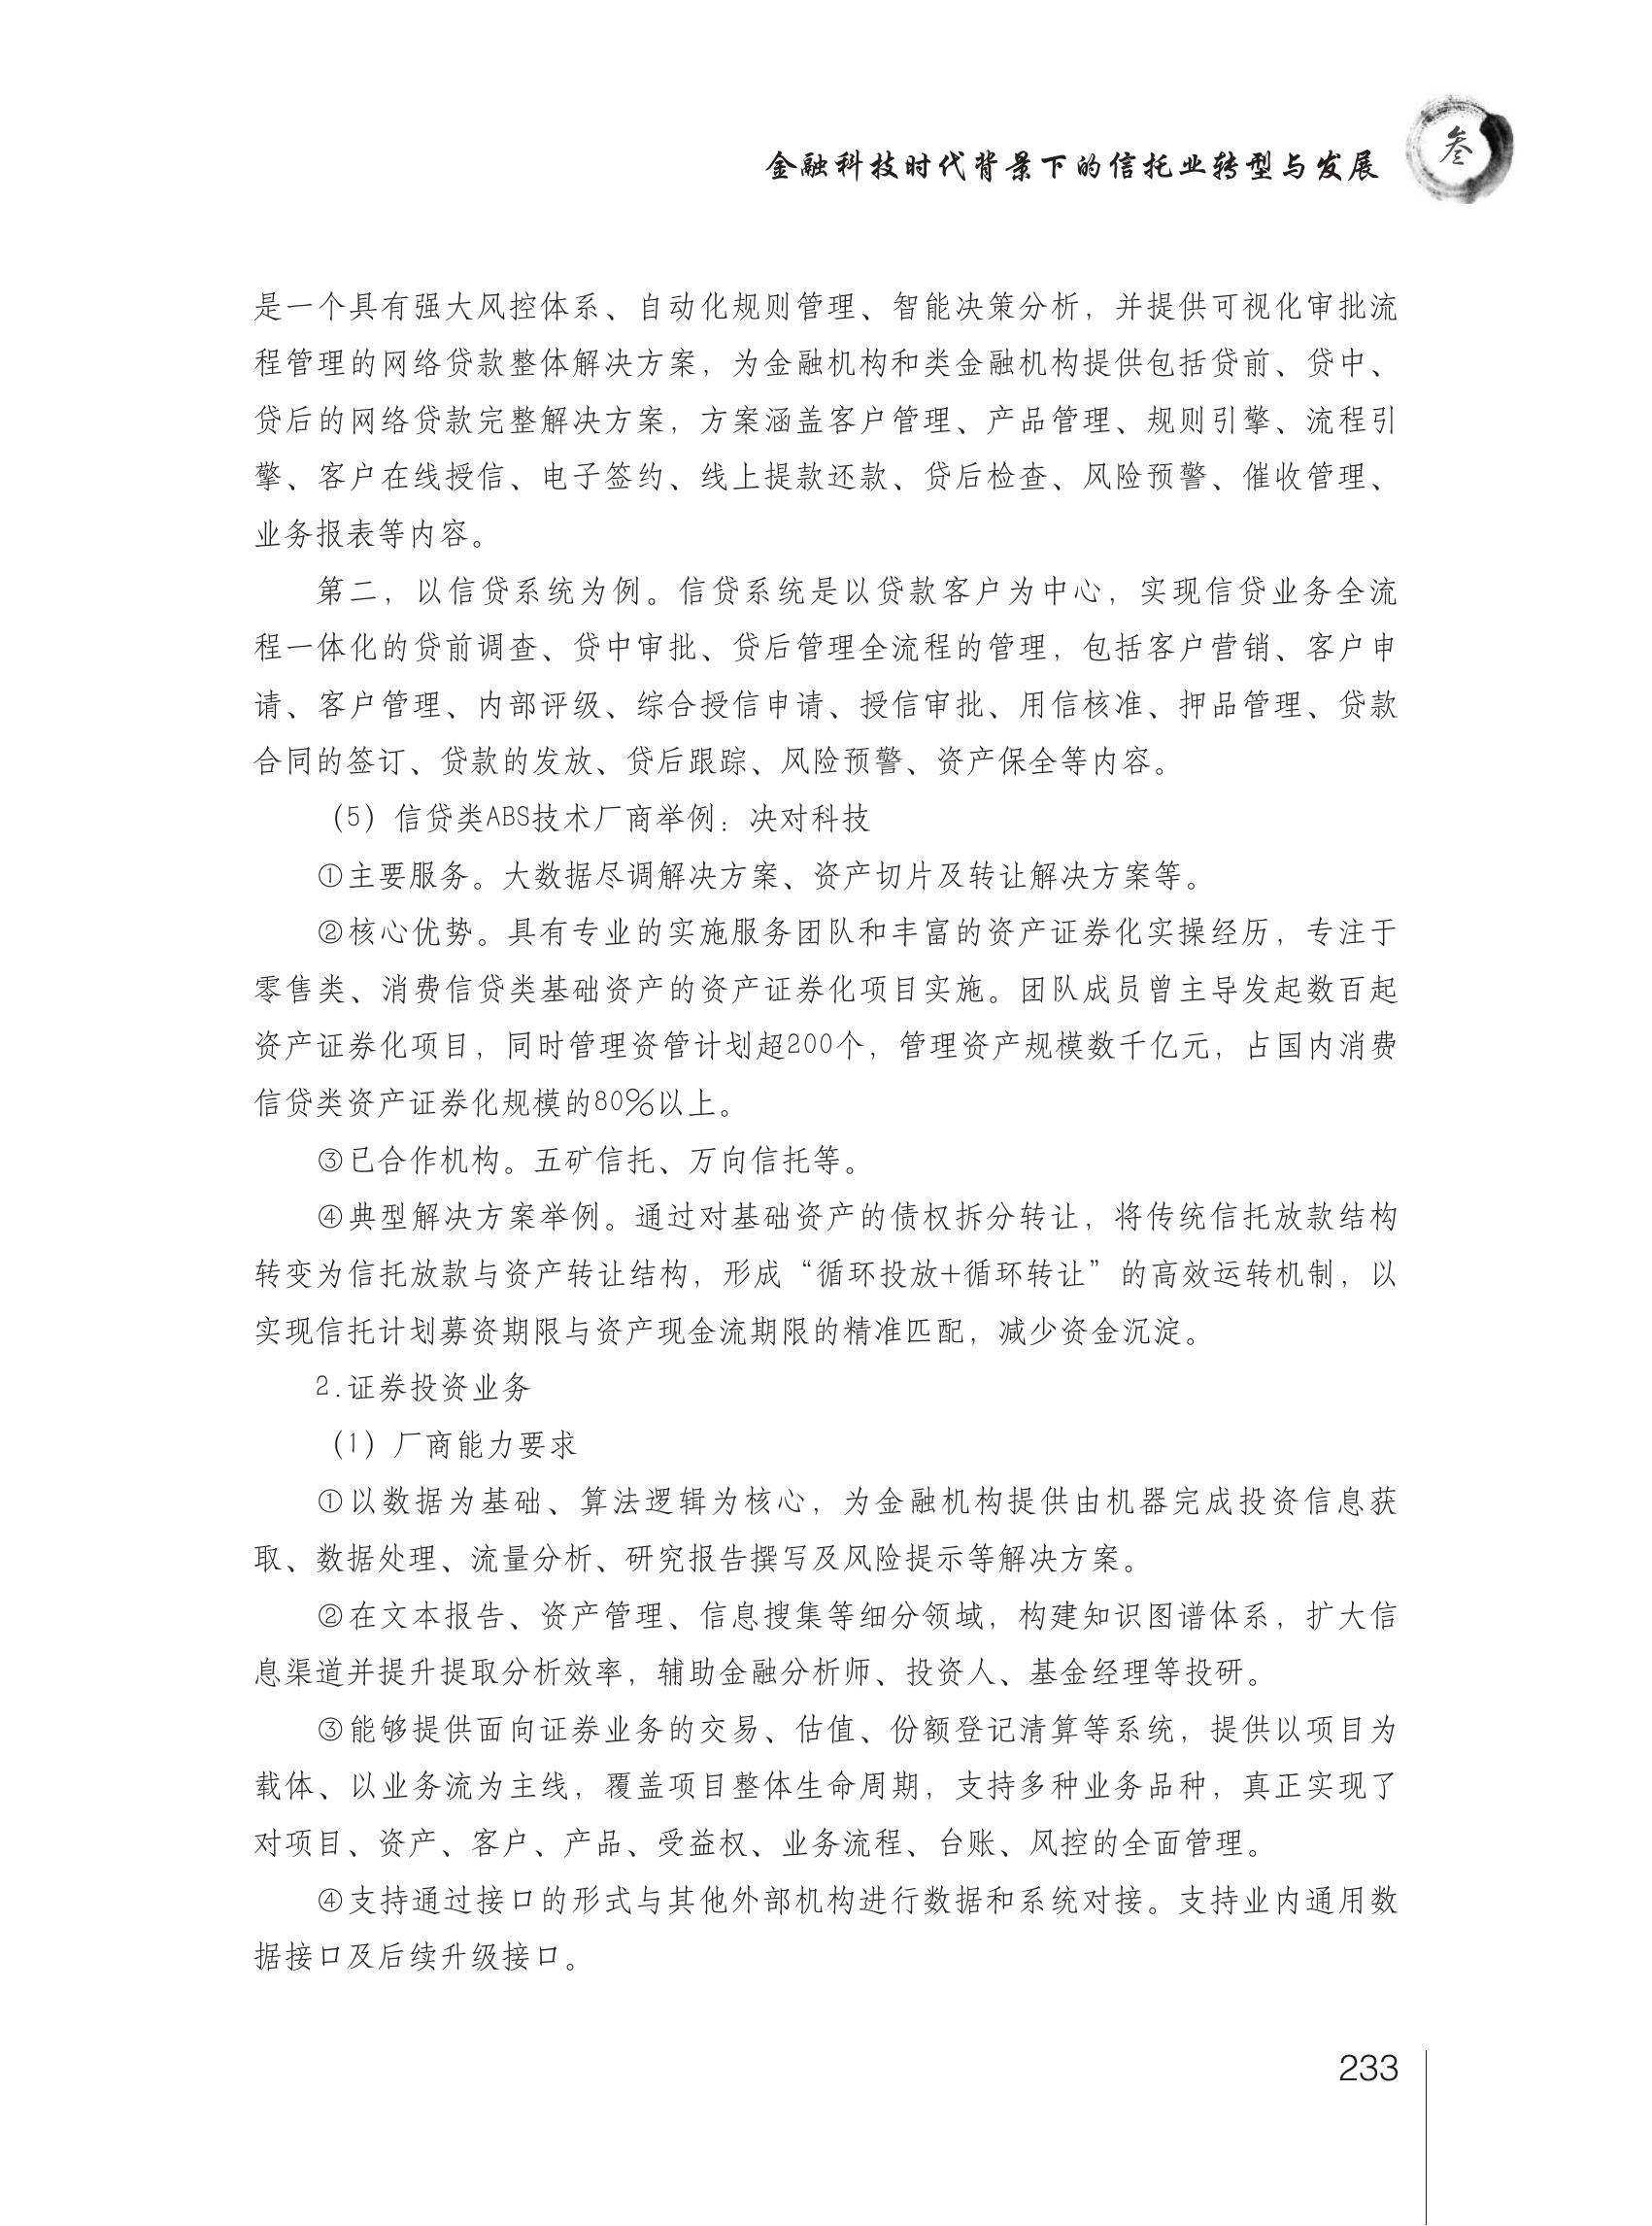 金融科技时代背景下的信托业转型与发展
叁
是一个具有强大风控体系、自动化规则管理、智能决策分析，并提供可视化审批流
程管理的网络贷款整体解决方案，为金融机构和类金融机构提供包括贷前、贷中、
贷后的网络贷款完整解决方案，方案涵盖客户管理、产品管理、规则引擎、流程引
擎、客户在线授信、电子签约、线上提款还款、贷后检查、风险预警、催收管理、
业务报表等内容。
第二，以信贷系统为例。信贷系统是以贷款客户为中心，实现信贷业务全流
程一体化的贷前调查、贷中审批、贷后管理全流程的管理，包括客户营销、客户申
请、客户管理、内部评级、综合授信申请、授信审批、用信核准、押品管理、贷款
合同的签订、贷款的发放、贷后跟踪、风险预警、资产保全等内容。
（5）信贷类ABS技术厂商举例：决对科技
①主要服务。大数据尽调解决方案、资产切片及转让解决方案等。
②核心优势。具有专业的实施服务团队和丰富的资产证券化实操经历，专注于
零售类、消费信贷类基础资产的资产证券化项目实施。团队成员曾主导发起数百起
资产证券化项目，同时管理资管计划超200个，管理资产规模数千亿元，占国内消费
信贷类资产证券化规模的80%以上。
③已合作机构。五矿信托、万向信托等。
④典型解决方案举例。通过对基础资产的债权拆分转让，将传统信托放款结构
转变为信托放款与资产转让结构，形成“循环投放+循环转让”的高效运转机制，以
实现信托计划募资期限与资产现金流期限的精准匹配，减少资金沉淀。
2.证券投资业务
（1）厂商能力要求
①以数据为基础、算法逻辑为核心，为金融机构提供由机器完成投资信息获
取、数据处理、流量分析、研究报告撰写及风险提示等解决方案。
②在文本报告、资产管理、信息搜集等细分领域，构建知识图谱体系，扩大信
息渠道并提升提取分析效率，辅助金融分析师、投资人、基金经理等投研。
③能够提供面向证券业务的交易、估值、份额登记清算等系统，提供以项目为
载体、以业务流为主线，覆盖项目整体生命周期，支持多种业务品种，真正实现了
对项目、资产、客户、产品、受益权、业务流程、台账、风控的全面管理。
④支持通过接口的形式与其他外部机构进行数据和系统对接。支持业内通用数
据接口及后续升级接口。
233